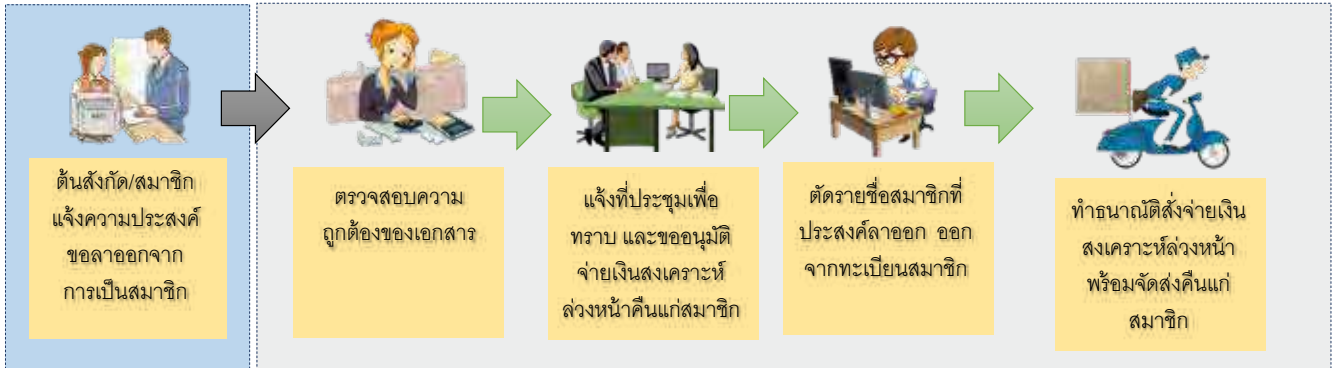 ต้นสังกัด/สมาชิก
แจ้งความประสงค์
ขอลาออกจาก
การเป็นสมาชิก
ตรวจสอบความ
ถูกต้องของเอกสาร
แจ้งที่ประชุมเพื่อ
ทราบ และขออนุมัติ
จ่ายเงินสงเคราะห์
ล่วงหน้าคืนแก่สมาชิก
ตัดรายชื่อสมาชิกที่
ประสงค์ลาออก ออก
จากทะเบียนสมาชิก
ทำธนาณัติสั่งจ่ายเงิน
สงเคราะห์ล่วงหน้า
พร้อมจัดส่งคืนแก่
สมาชิก